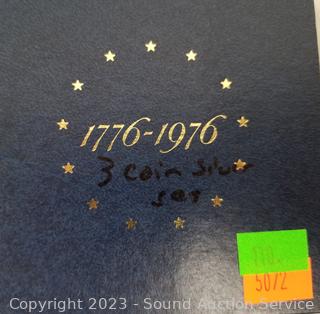 1776-1976
3 coin silver
set
5072
Copyright © 2023 - Sound Auction Service